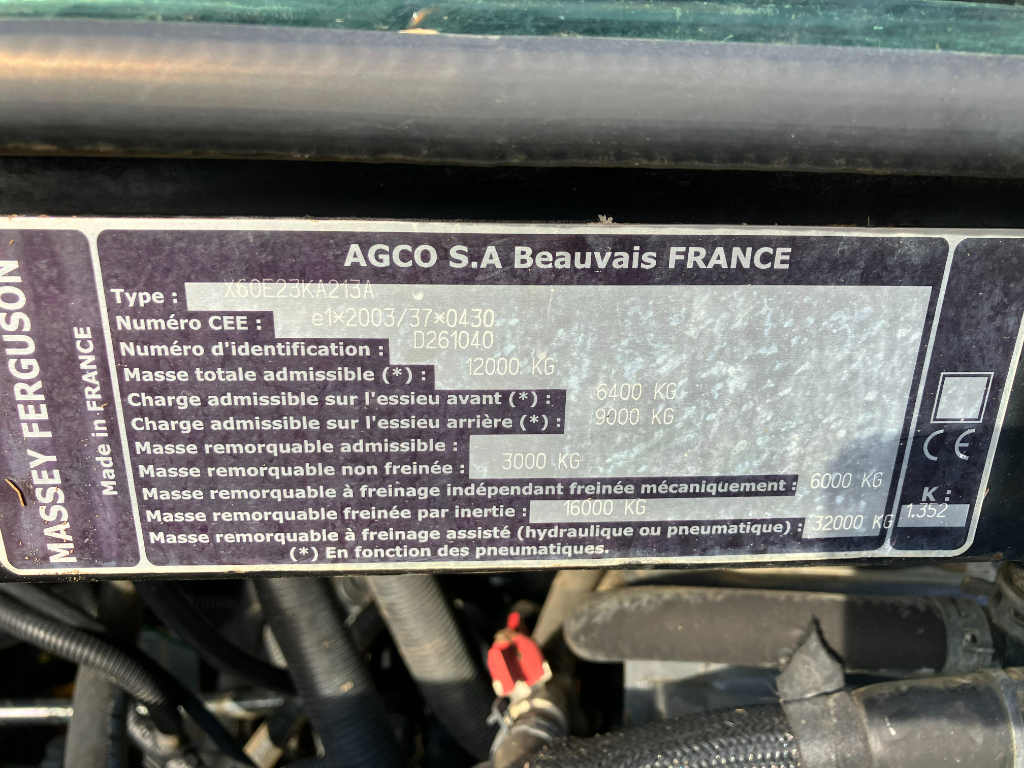 MASSEY FERGUSON
Made in FRANCE
AGCO S.A Beauvais FRANCE
Type : X60E23KA213A
Numéro CEE : e1*2003/37*0430
Numéro d'identification : D261040
Masse totale admissible (*) : 12000 KG
Charge admissible sur l'essieu avant (*) : 6400 KG
Charge admissible sur l'essieu arrière (*) : 9000 KG
Masse remorquable admissible :
Masse remorquable non freinée : 3000 KG
Masse remorquable à freinage indépendant freinée mécaniquement : 6000 KG
Masse remorquable freinée par inertie : 16000 KG
Masse remorquable à freinage assisté (hydraulique ou pneumatique) : 32000 KG
(*) En fonction des pneumatiques.
CE
K :
1.352